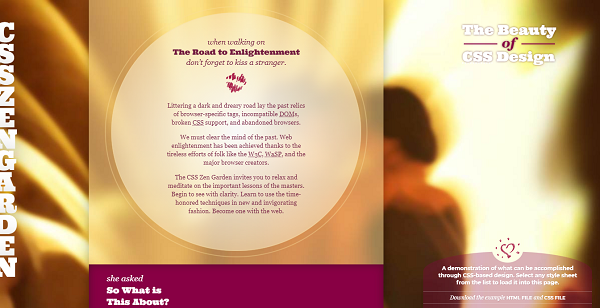 CSSZENGARDEN
when walking on
The Road to Enlightenment
don't forget to kiss a stranger.
Littering a dark and dreary road lay the past relics
of browser-specific tags, incompatible DOMs,
broken CSS support, and abandoned browsers.
We must clear the mind of the past. Web
enlightenment has been achieved thanks to the
tireless efforts of folk like the W3C, WaSP, and the
major browser creators.
The CSS Zen Garden invites you to relax and
meditate on the important lessons of the masters.
Begin to see with clarity. Learn to use the time-
honored techniques in new and invigorating
fashion. Become one with the web.
she asked
So What is
This About?
The Beauty
of
CSS Design
A demonstration of what can be accomplished
through CSS-based design. Select any style sheet
from the list to load it into this page.
Download the example HTML FILE and CSS FILE